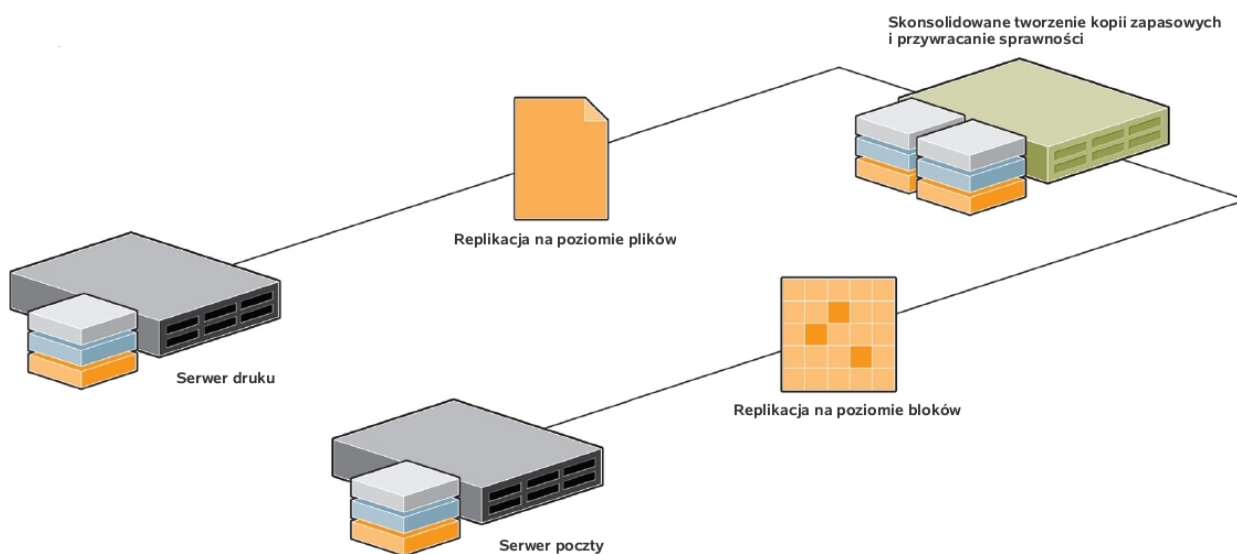 Skonsolidowane tworzenie kopii zapasowych
i przywracanie sprawności
Replikacja na poziomie plików
Serwer druku
Replikacja na poziomie bloków
Serwer poczty